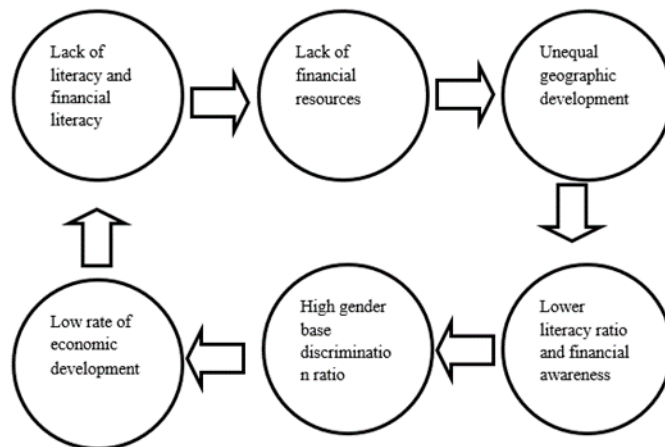 Lack of
literacy and
financial
literacy
Lack of
financial
resources
Unequal
geographic
development
Lower
literacy ratio
and financial
awareness
High gender
base
discriminatio
n ratio
Low rate of
economic
development